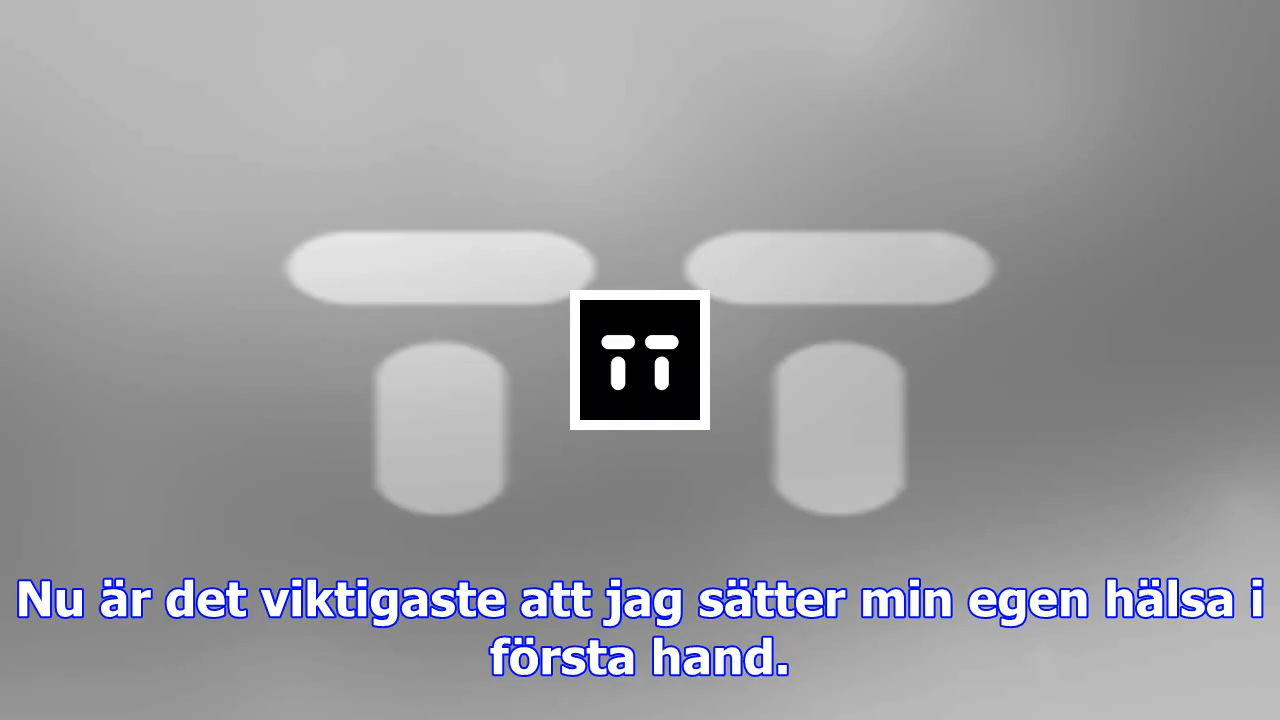 Nu är det viktigaste att jag sätter min egen hälsa i
första hand.